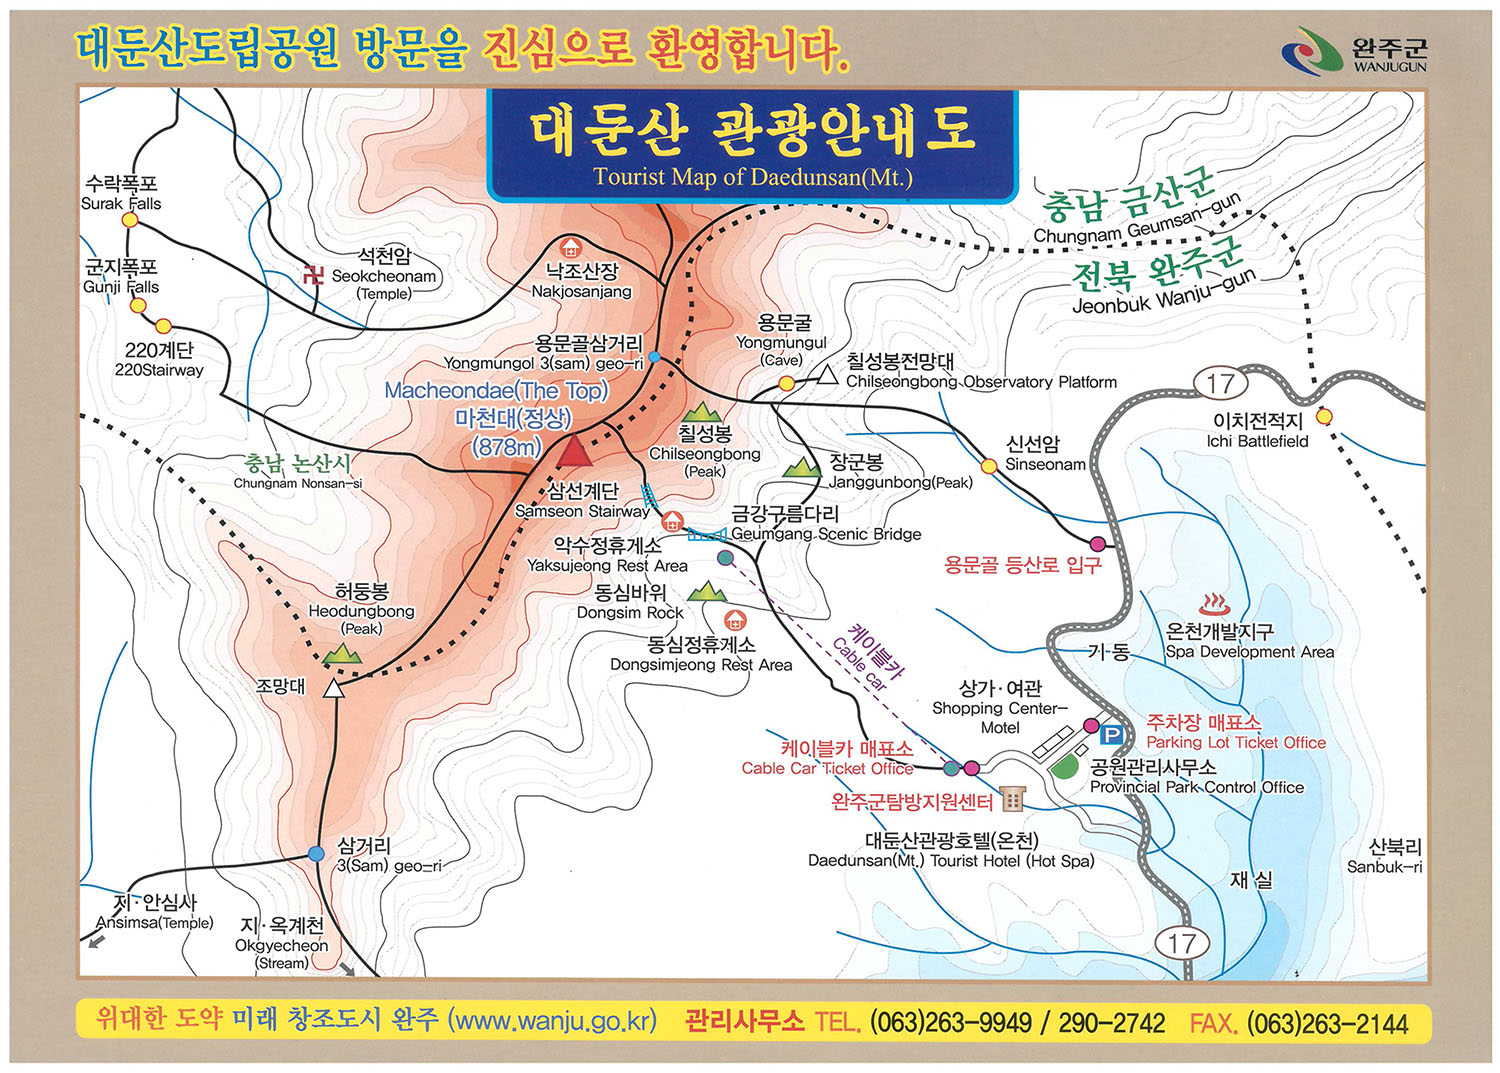 대둔산도립공원 방문을 진심으로 환영합니다.
완주군
WANJUGUN
대둔산 관광안내도
Tourist Map of Daedunsan(Mt.)
수락폭포
Surak Falls
군지폭포
Gunji Falls
220계단
220Stairway
석천암
Seokcheonam
(Temple)
낙조산장
Nakjosanjang
용문골삼거리
Yongmungol 3(sam) geo-ri
Macheondae(The Top)
마천대(정상)
(878m)
용문굴
Yongmungul
(Cave)
칠성봉전망대
Chilseongbong Observatory Platform
충남 금산군
Chungnam Geumsan-gun
전북 완주군
Jeonbuk Wanju-gun
17
이치전적지
Ichi Battlefield
충남 논산시
Chungnam Nonsan-si
칠성봉
Chilseongbong
(Peak)
장군봉
Janggunbong(Peak)
신선암
Sinseonam
삼선계단
Samseon Stairway
금강구름다리
Geumgang Scenic Bridge
악수정휴게소
Yaksujeong Rest Area
용문골 등산로 입구
동심바위
Dongsim Rock
동심정휴게소
Dongsimjeong Rest Area
허둥봉
Heodungbong
(Peak)
조망대
케이블카
Cable car
기동
온천개발지구
Spa Development Area
상가·여관
Shopping Center-
Motel
P
주차장 매표소
Parking Lot Ticket Office
케이블카 매표소
Cable Car Ticket Office
공원관리사무소
Provincial Park Control Office
완주군탐방지원센터
대둔산관광호텔(온천)
Daedunsan(Mt.) Tourist Hotel (Hot Spa)
삼거리
3(Sam) geo-ri
산북리
Sanbuk-ri
재실
지·안심사
Ansimsa(Temple)
지·옥계천
Okgyecheon
(Stream)
17
위대한 도약 미래 창조도시 완주 (www.wanju.go.kr) 관리사무소 TEL. (063)263-9949 / 290-2742 FAX. (063)263-2144